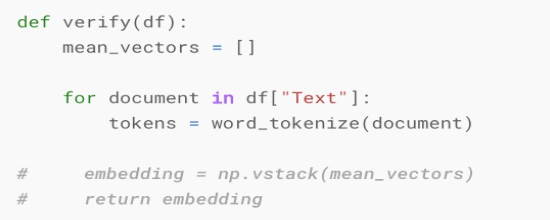 def verify(df):
    mean_vectors = []
    for document in df["Text"]:
        tokens = word_tokenize(document)
#     embedding = np.vstack(mean_vectors)
#     return embedding